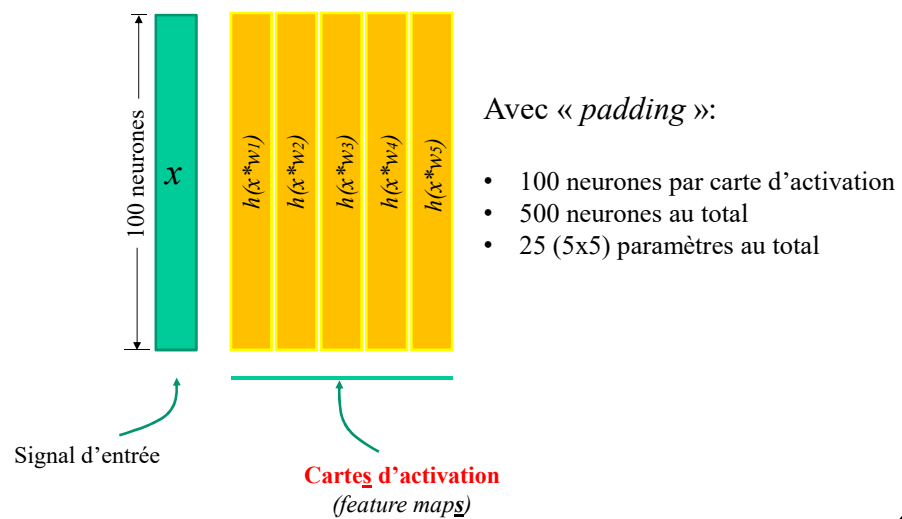 100 neurones
x
h(x*w1)
h(x*w2)
h(x*w3)
h(x*w4)
h(x*w5)
Avec « padding »:
• 100 neurones par carte d’activation
• 500 neurones au total
• 25 (5x5) paramètres au total
Signal d’entrée
Cartes d’activation
(feature maps)